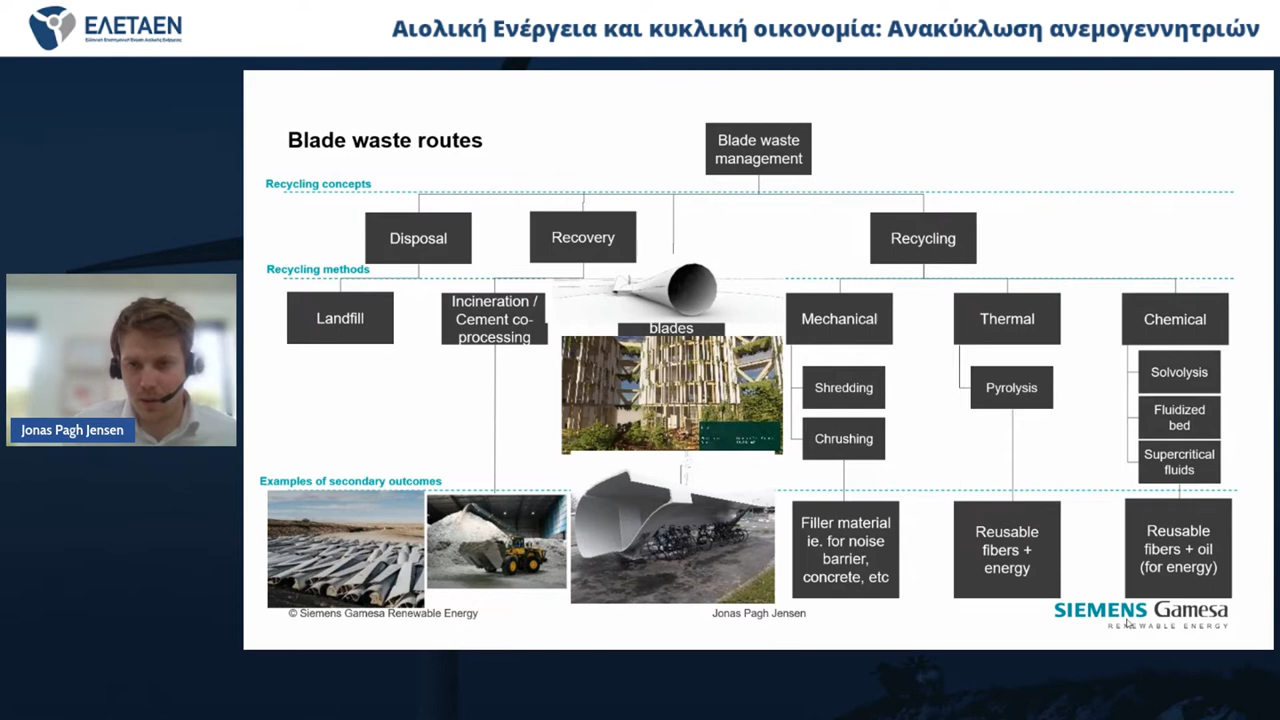 ΕΛΕΤΑΕΝ
Ελληνική Επιστημονική Ένωση Αιολικής Ενέργειας
Αιολική Ενέργεια και κυκλική οικονομία: Ανακύκλωση ανεμογεννητριών
Blade waste routes
Blade waste
management
Recycling concepts
Disposal
Recovery
Recycling
Recycling methods
Landfill
Incineration /
Cement co-
processing
blades
Mechanical
Thermal
Chemical
Shredding
Chrushing
Pyrolysis
Solvolysis
Fluidized
bed
Supercritical
fluids
Examples of secondary outcomes
Filler material
ie. for noise
barrier,
concrete, etc
Reusable
fibers +
energy
Reusable
fibers + oil
(for energy)
© Siemens Gamesa Renewable Energy
Jonas Pagh Jensen
SIEMENS Gamesa
RENEWABLE ENERGY
Jonas Pagh Jensen